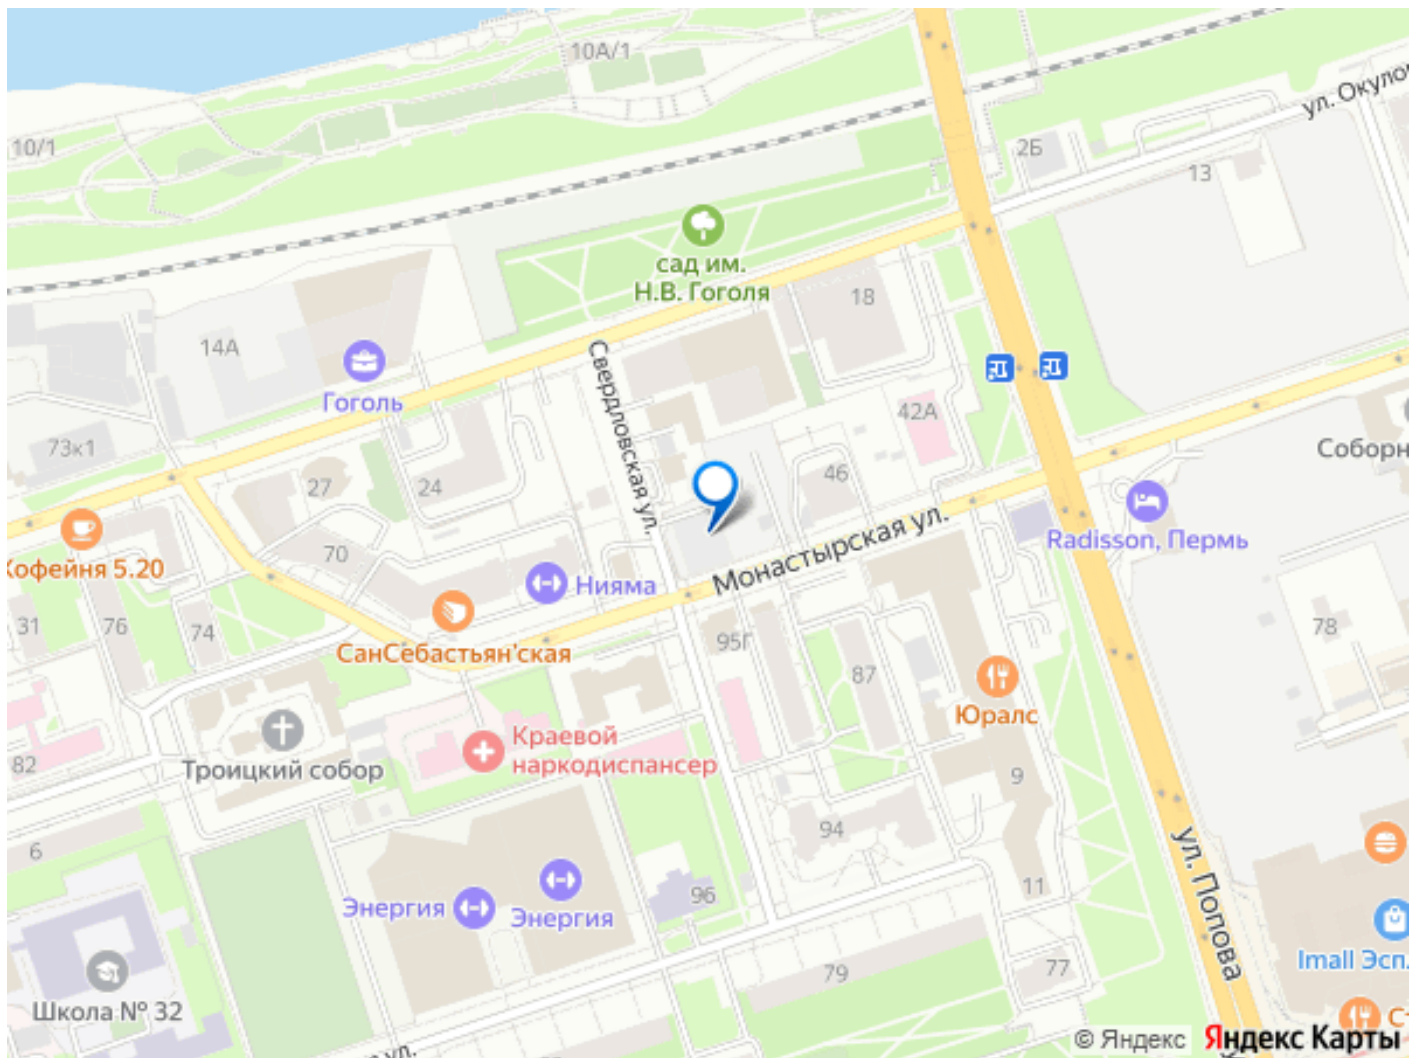 10А/1
10/1
ул. Окулов
2Б
13
сад им.
Н.В. Гоголя
18
14А
Гоголь
Свердловская ул.
42А
73к1
Соборн
46
27
24
Монастырская ул.
Radisson, Пермь
Кофейня 5.20
70
Нияма
31
76
74
СанСебастьян'ская
95Г
78
87
Юралс
Краевой
наркодиспансер
82
Троицкий собор
9
94
6
ул. Попова
11
96
Энергия
Энергия
Imall Эсп.
79
77
Школа № 32
Ст
ул.
© Яндекс Яндекс Карты